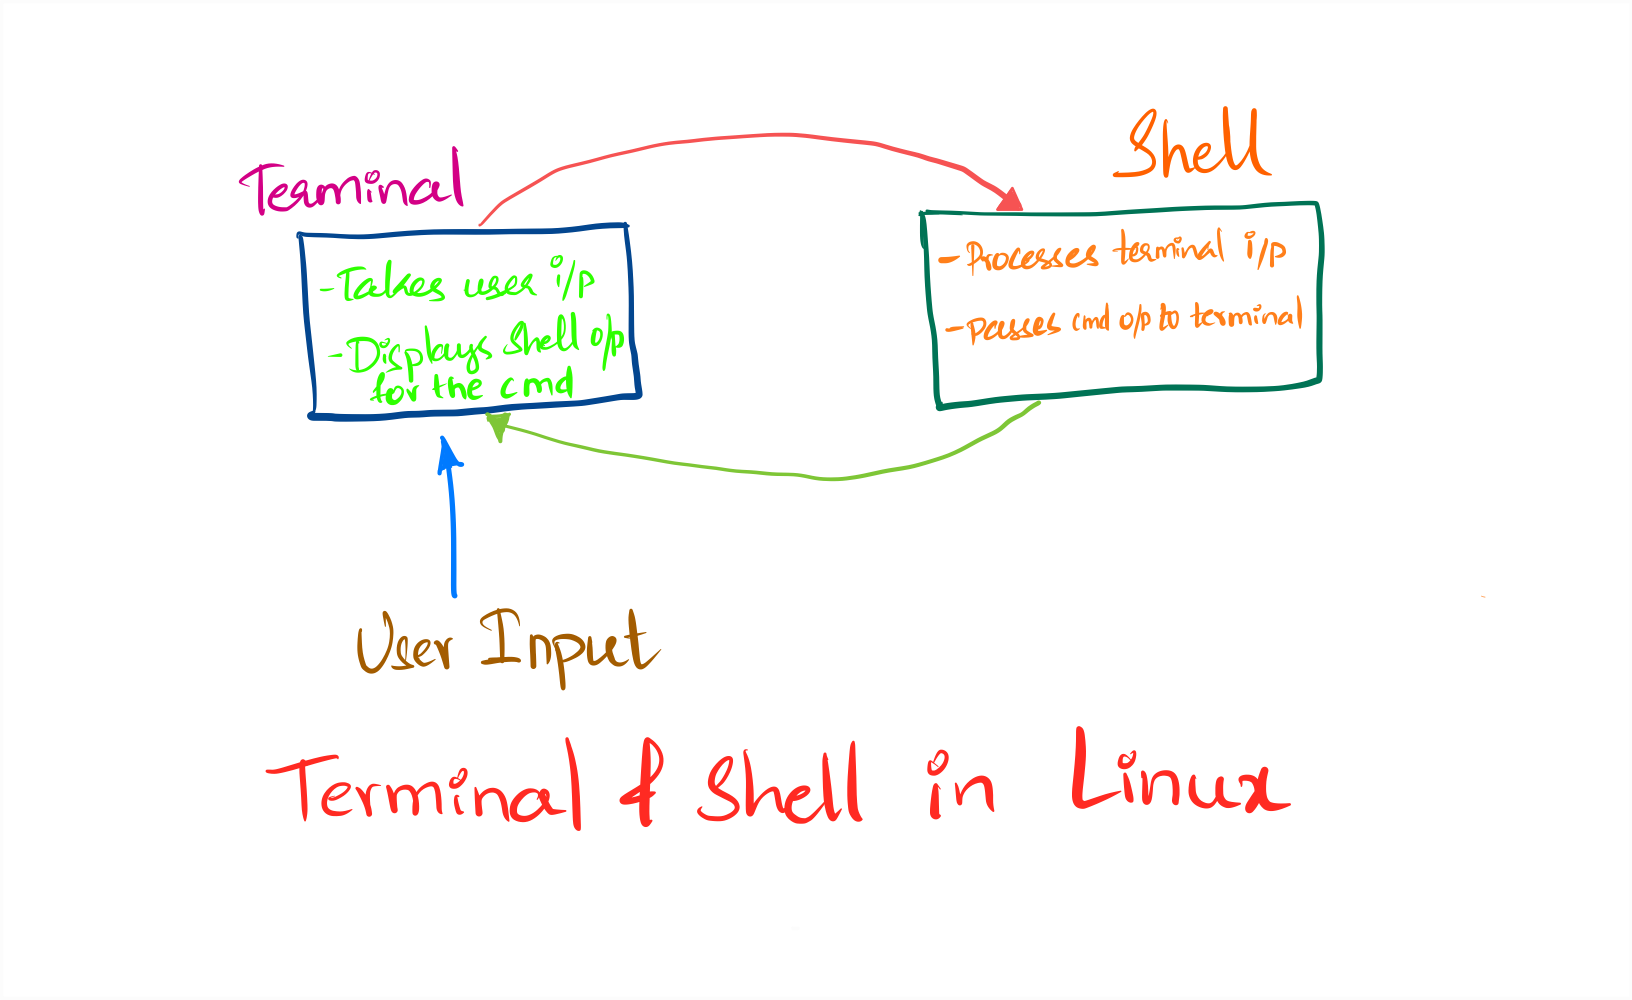 Terminal
- Takes user i/p
- Displays shell o/p
for the cmd
Shell
- Processes terminal i/p
- passes cmd o/p to terminal
User Input
Terminal & Shell in Linux